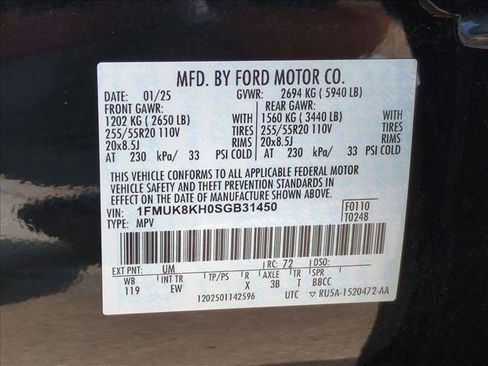 MFD. BY FORD MOTOR CO.
DATE: 01/25 GVWR: 2694 KG ( 5940 LB)
FRONT GAWR: REAR GAWR:
1202 KG ( 2650 LB) 1560 KG ( 3440 LB)
255/55R20 110V TIRES 255/55R20 110V TIRES
20x8.5J RIMS 20x8.5J RIMS
AT 230 kPa/ 33 PSI COLD AT 230 kPa/ 33 PSI COLD
THIS VEHICLE CONFORMS TO ALL APPLICABLE FEDERAL MOTOR
VEHICLE SAFETY AND THEFT PREVENTION STANDARDS IN
EFFECT ON THE DATE OF MANUFACTURE SHOWN ABOVE.
VIN: 1FMUK8KH0SGB31450 F0110
TYPE: MPV T0248
EXT PNT: UM RC: 72 DSO:
WB INT TR TP/PS R AXLE TR SPR
119 EW X 3B T BBCC
1202501142596 UTC ▽ RU5A-1520472-AA